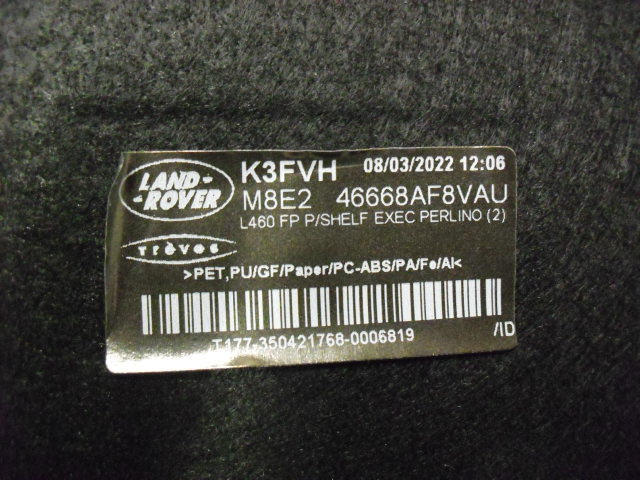 LAND-
-ROVER
K3FVH 08/03/2022 12:06
M8E2 46668AF8VAU
L460 FP P/SHELF EXEC PERLINO (2)
Trèves
>PET,PU/GF/Paper/PC-ABS/PA/Fe/Al<
T177-350421768-0006819 /ID